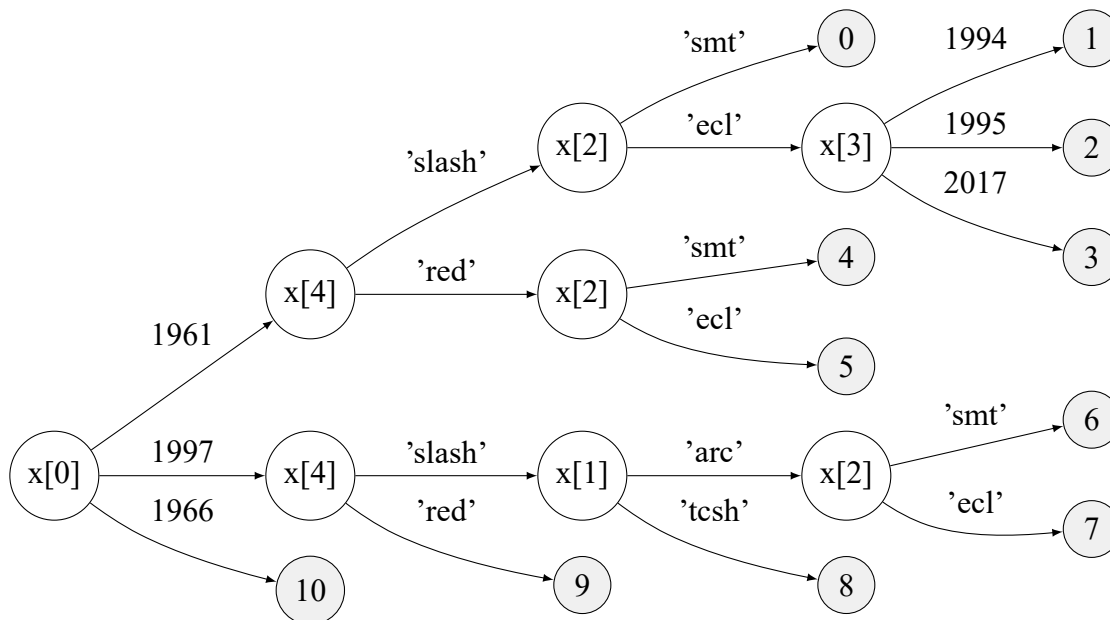 ’smt’ 0 1994 1
x[2] ’ecl’ x[3] 1995 2
’slash’ 2017
x[4] ’red’ x[2] ’smt’ 4 3
1961 ’ecl’ 5
x[0] 1997 x[4] ’slash’ x[1] ’arc’ x[2] ’smt’ 6
1966 ’red’ ’tcsh’ ’ecl’ 7
10 9 8